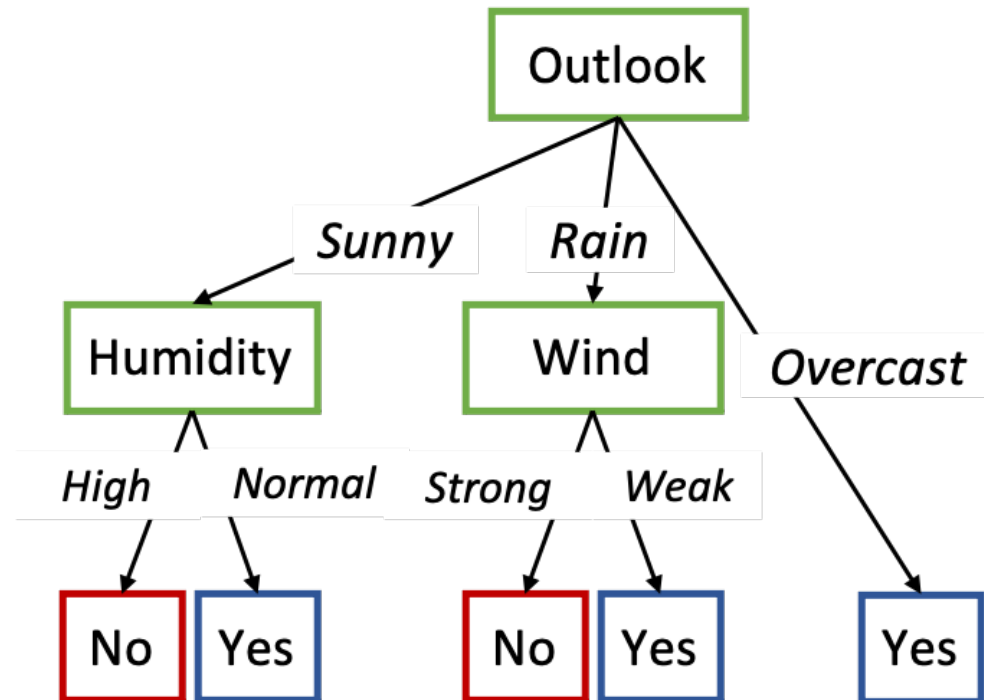 Outlook
Sunny Rain
Humidity Wind Overcast
High Normal Strong Weak
No Yes No Yes Yes